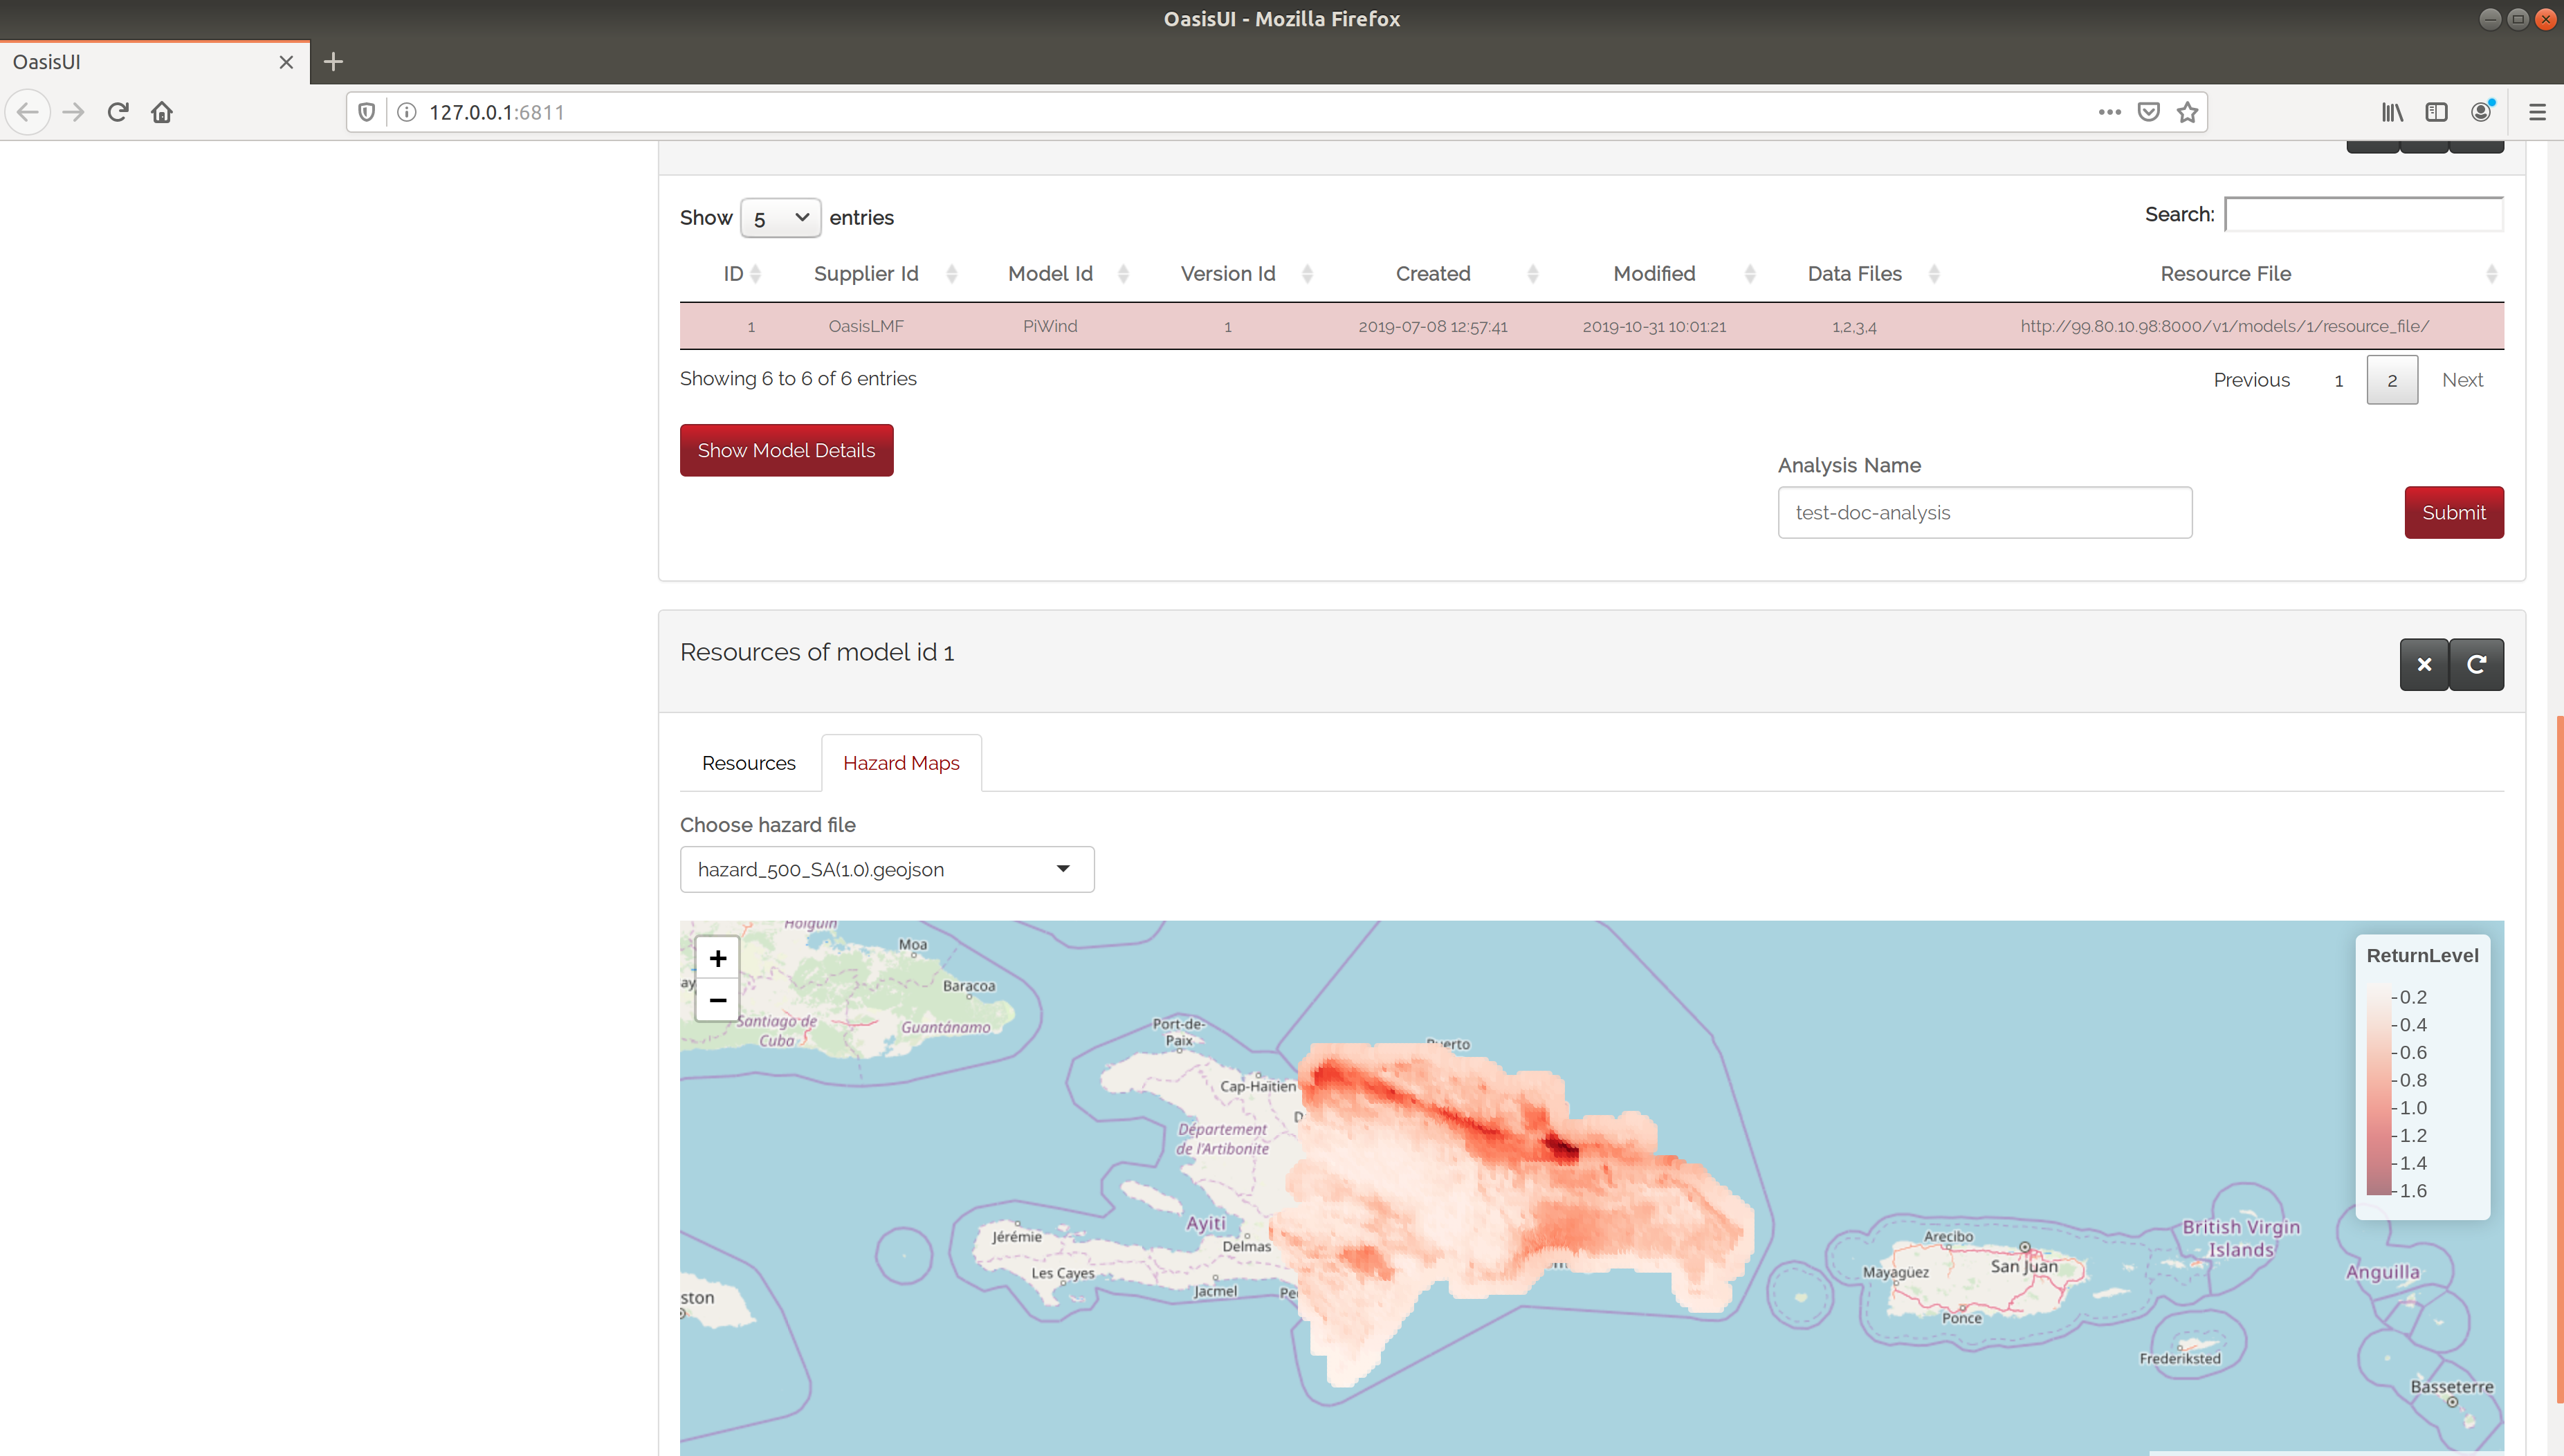 OasisUI - Mozilla Firefox
OasisUI
127.0.0.1:6811
Show 5 entries
Search:
ID Supplier Id Model Id Version Id Created Modified Data Files Resource File
1 OasisLMF PiWind 1 2019-07-08 12:57:41 2019-10-31 10:01:21 1,2,3,4 http://99.80.10.98:8000/v1/models/1/resource_file/
Showing 6 to 6 of 6 entries
Previous 1 2 Next
Show Model Details
Analysis Name
test-doc-analysis
Submit
Resources of model id 1
Resources Hazard Maps
Choose hazard file
hazard_500_SA(1.0).geojson
+
−
Holguín
Moa
Baracoa
Santiago de
Cuba
Guantánamo
Port-de-
Paix
Puerto
Cap-Haïtien
Département
de l'Artibonite
Ayiti
Jérémie
Delmas
Les Cayes
Jacmel
ston
Arecibo
San Juan
Mayagüez
Ponce
British Virgin
Islands
Anguilla
Frederiksted
Basseterre
ReturnLevel
0.2
0.4
0.6
0.8
1.0
1.2
1.4
1.6